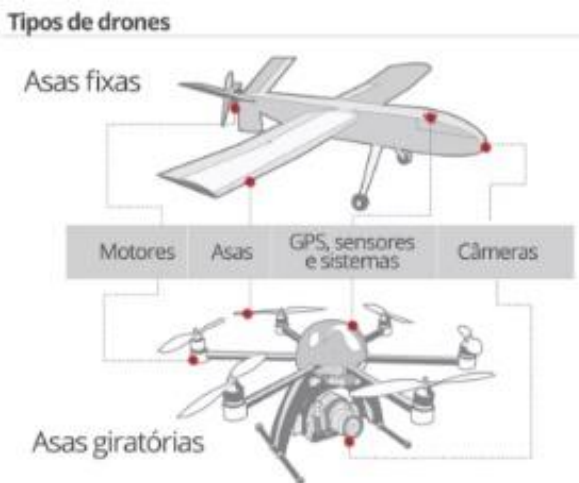 Tipos de drones
Asas fixas
Motores
Asas
GPS, sensores
e sistemas
Câmeras
Asas giratórias